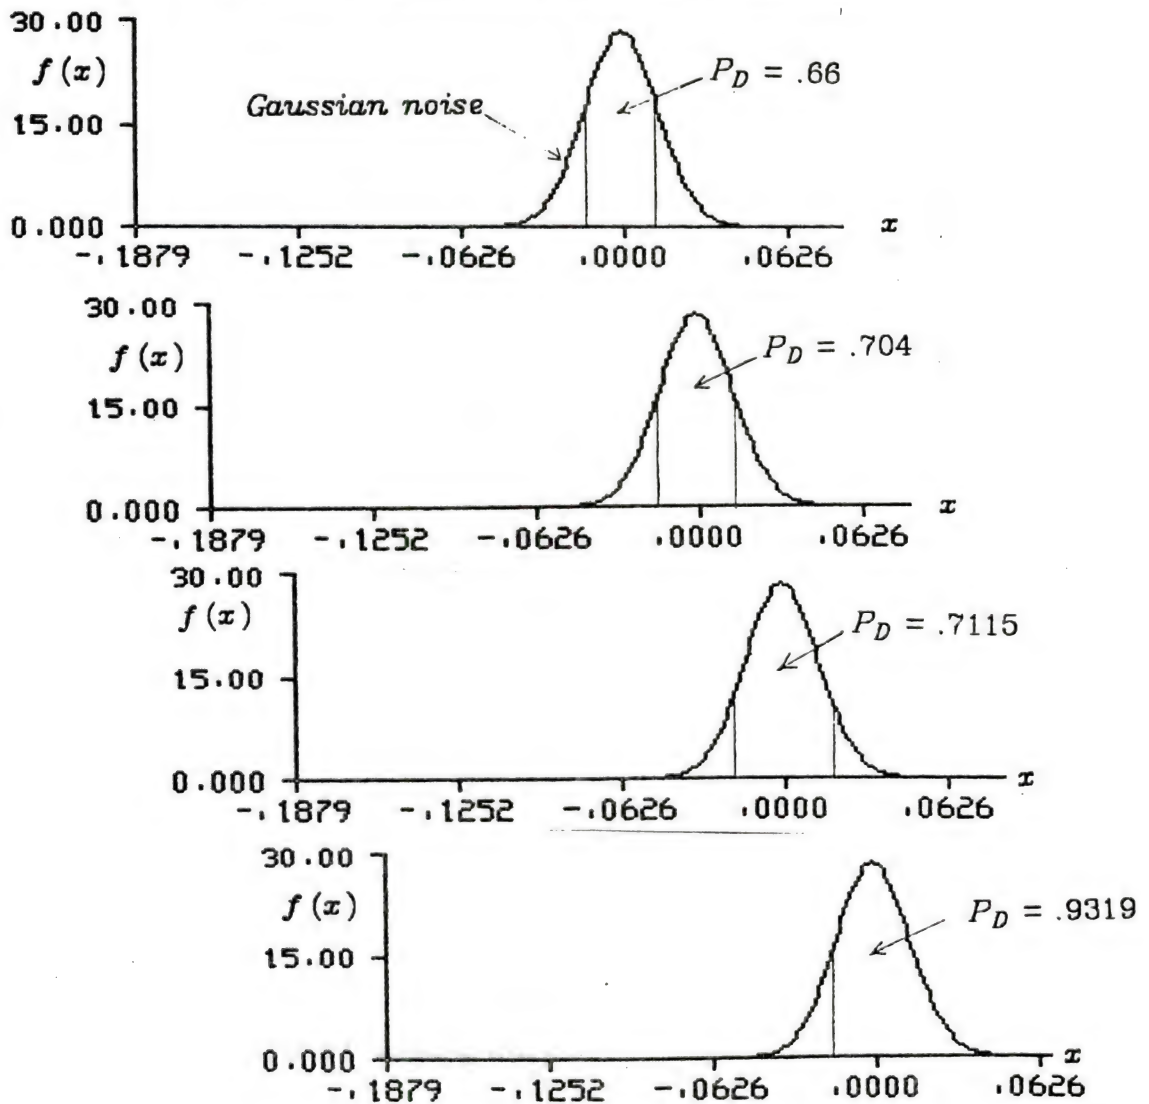 30.00
f(x)
P_D = .66
Gaussian noise
15.00
0.000
x
-.1879 -.1252 -.0626 .0000 .0626
30.00
f(x)
P_D = .704
15.00
0.000
x
-.1879 -.1252 -.0626 .0000 .0626
30.00
f(x)
P_D = .7115
15.00
0.000
x
-.1879 -.1252 -.0626 .0000 .0626
30.00
f(x)
P_D = .9319
15.00
0.000
x
-.1879 -.1252 -.0626 .0000 .0626